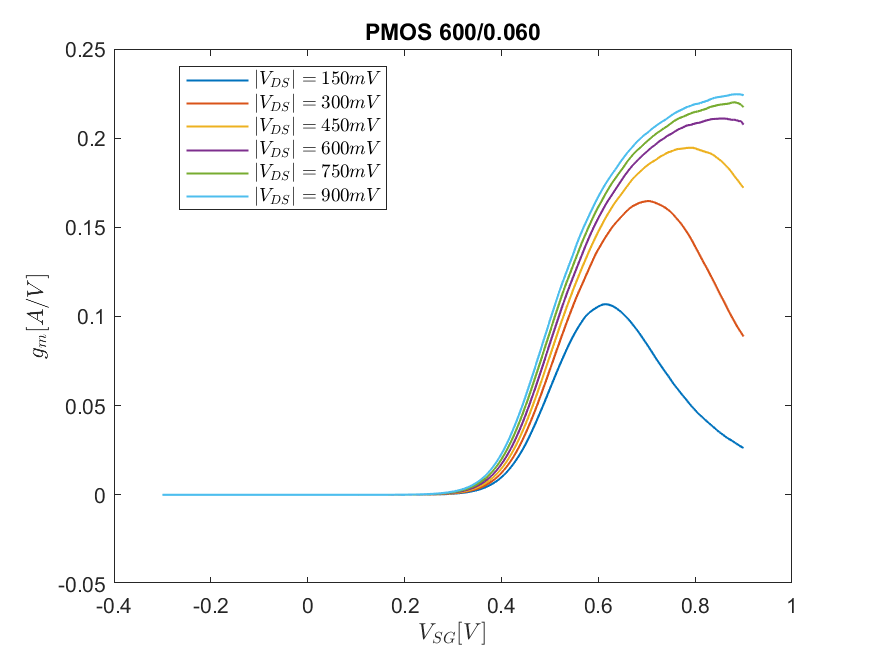 PMOS 600/0.060
0.25
0.2
0.15
0.1
0.05
0
-0.05
g_m[A/V]
|V_DS| = 150mV
|V_DS| = 300mV
|V_DS| = 450mV
|V_DS| = 600mV
|V_DS| = 750mV
|V_DS| = 900mV
-0.4 -0.2 0 0.2 0.4 0.6 0.8 1
V_SG[V]